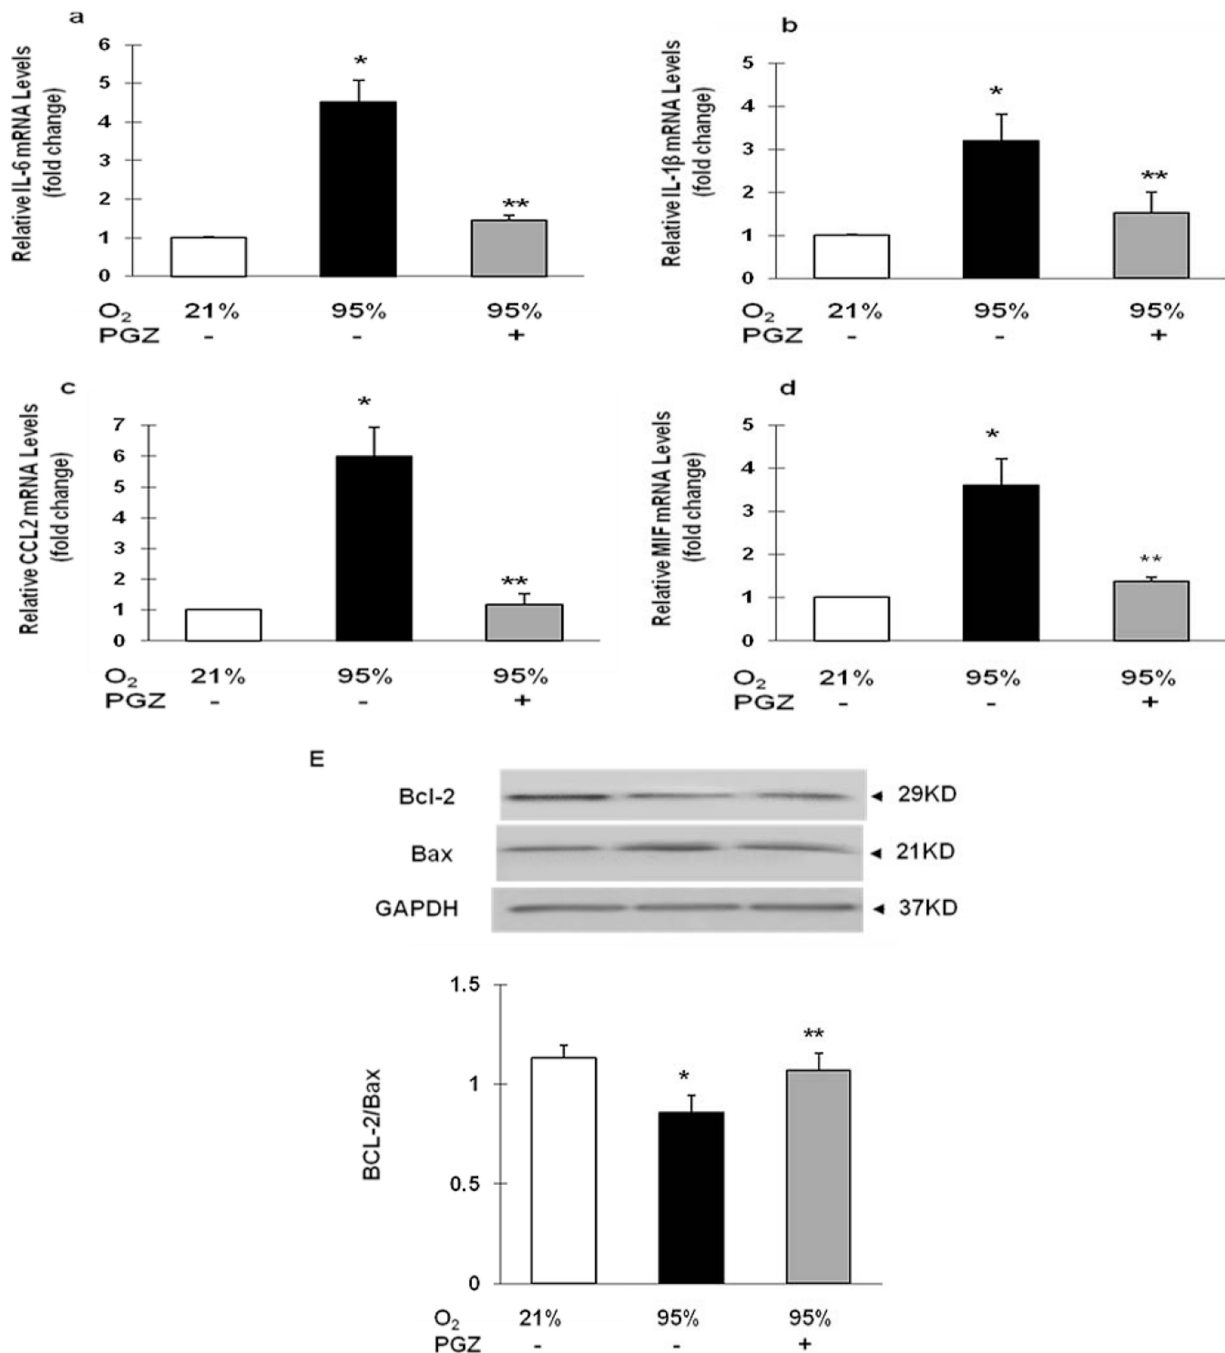 a
Relative IL-6 mRNA Levels
(fold change)
6
5
4
3
2
1
0
*
**
O₂ 21% 95% 95%
PGZ - - +
b
Relative IL-1β mRNA Levels
(fold change)
5
4
3
2
1
0
*
**
O₂ 21% 95% 95%
PGZ - - +
c
Relative CCL2 mRNA Levels
(fold change)
7
6
5
4
3
2
1
0
*
**
O₂ 21% 95% 95%
PGZ - - +
d
Relative MIF mRNA Levels
(fold change)
5
4
3
2
1
0
*
**
O₂ 21% 95% 95%
PGZ - - +
E
Bcl-2 ◄ 29KD
Bax ◄ 21KD
GAPDH ◄ 37KD
BCL-2/Bax
1.5
1
0.5
0
*
**
O₂ 21% 95% 95%
PGZ - - +